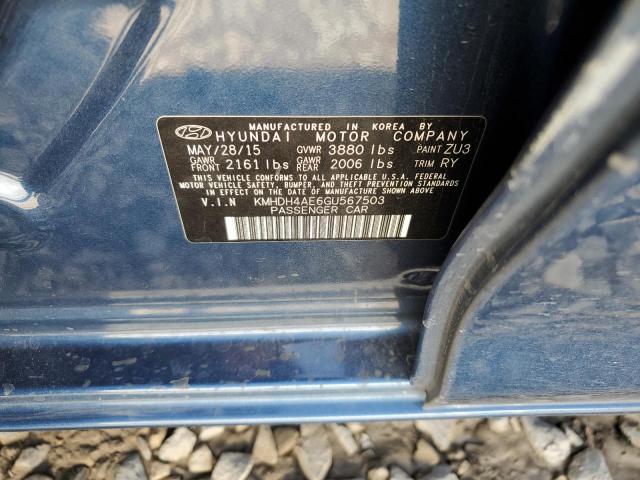 MANUFACTURED IN KOREA BY
HYUNDAI MOTOR COMPANY
MAY/28/15 GVWR 3880 lbs PAINT ZU3
GAWR FRONT 2161 lbs GAWR REAR 2006 lbs TRIM RY
THIS VEHICLE CONFORMS TO ALL APPLICABLE U.S.A. FEDERAL
MOTOR VEHICLE SAFETY, BUMPER, AND THEFT PREVENTION STANDARDS
IN EFFECT ON THE DATE OF MANUFACTURE SHOWN ABOVE
V.I.N KMHDH4AE6GU567503
PASSENGER CAR